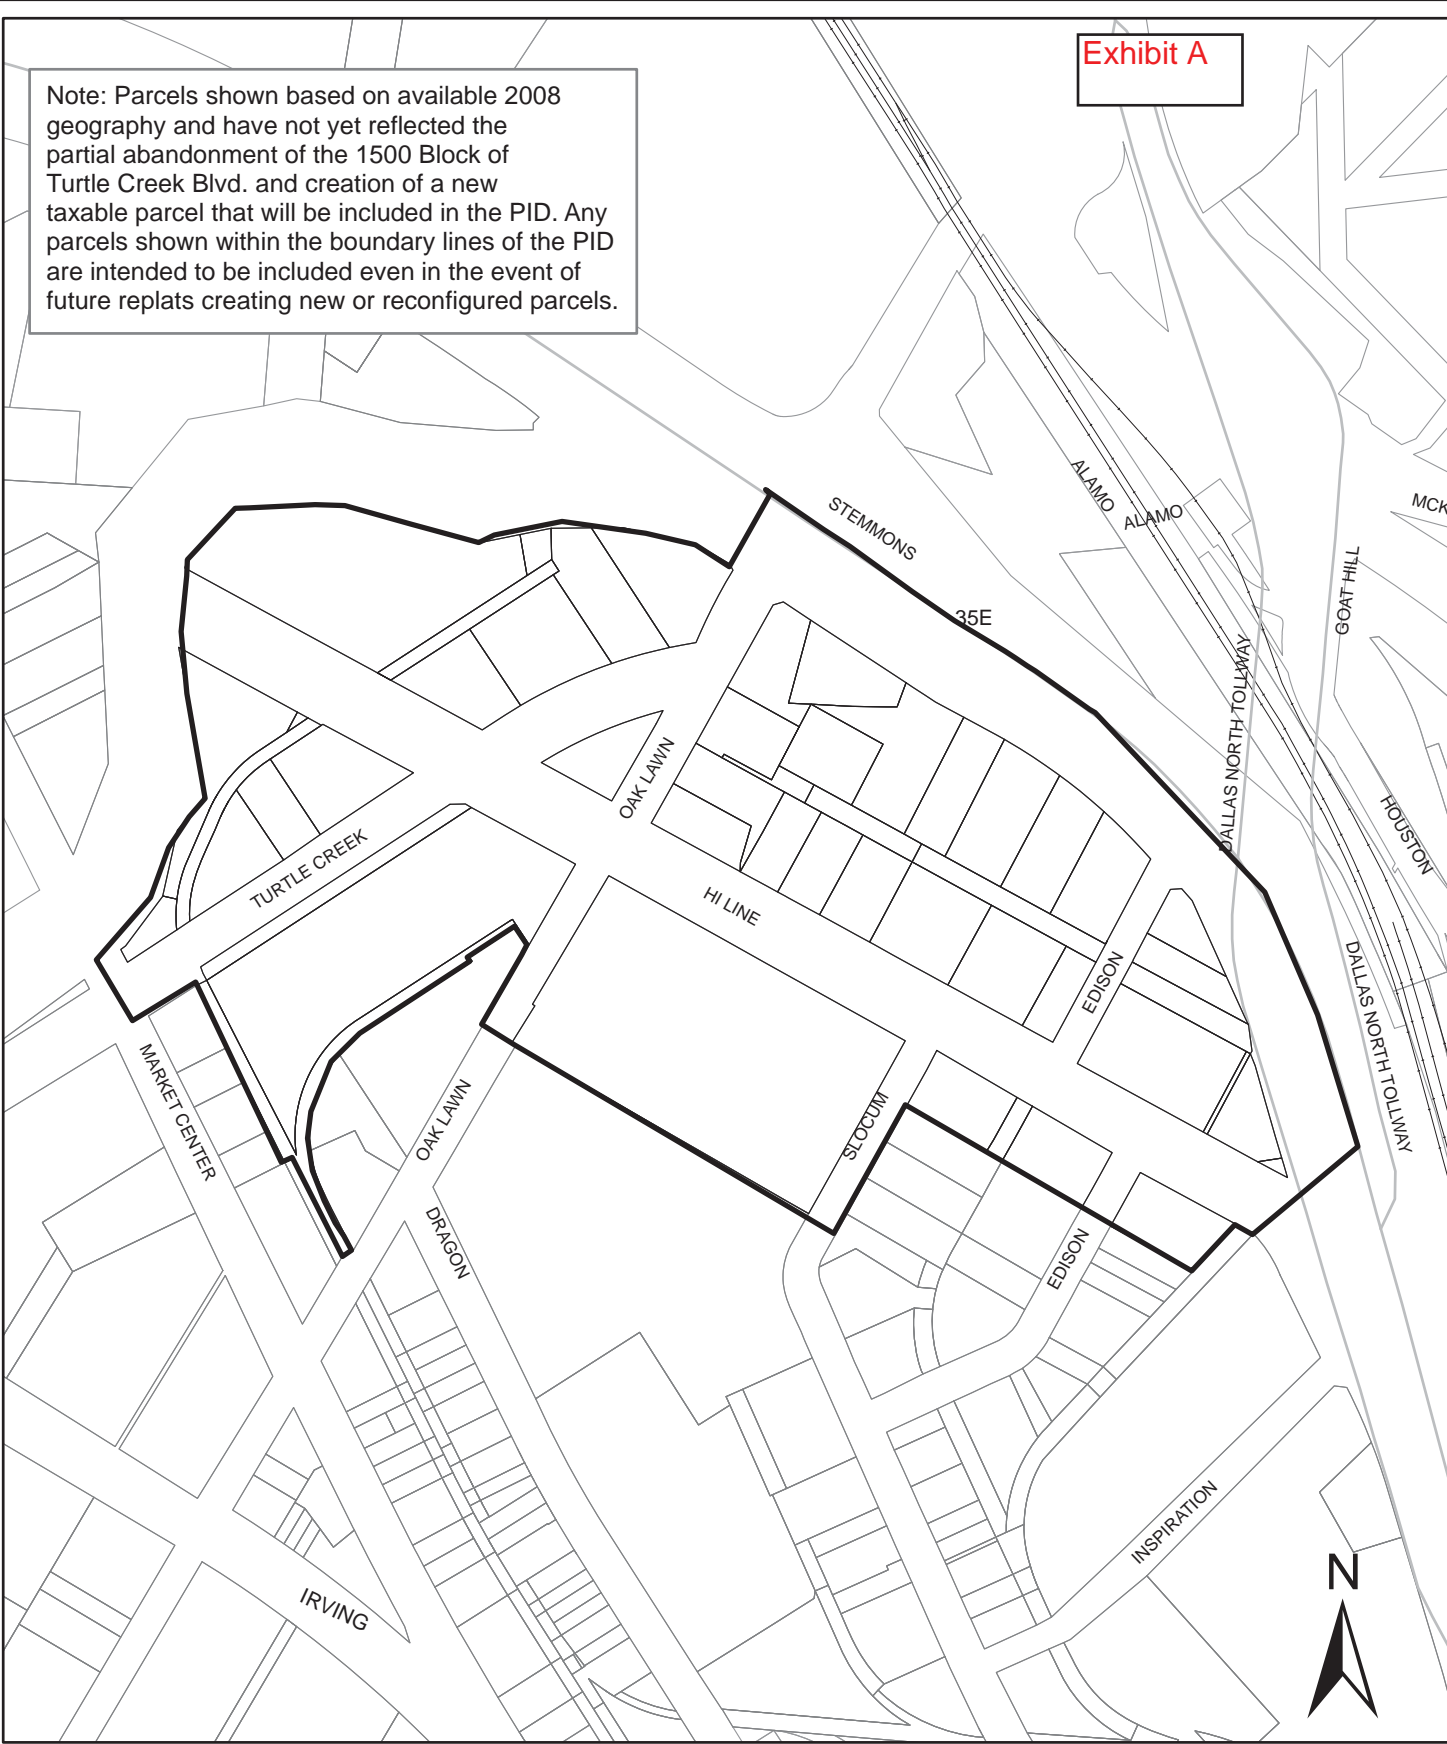 Exhibit A
Note: Parcels shown based on available 2008
geography and have not yet reflected the
partial abandonment of the 1500 Block of
Turtle Creek Blvd. and creation of a new
taxable parcel that will be included in the PID. Any
parcels shown within the boundary lines of the PID
are intended to be included even in the event of
future replats creating new or reconfigured parcels.
STEMMONS
ALAMO
ALAMO
MCK
35E
GOAT HILL
DALLAS NORTH TOLLWAY
OAK LAWN
HOUSTON
TURTLE CREEK
HI LINE
EDISON
DALLAS NORTH TOLLWAY
MARKET CENTER
OAK LAWN
SLOCUM
DRAGON
EDISON
INSPIRATION
IRVING
N